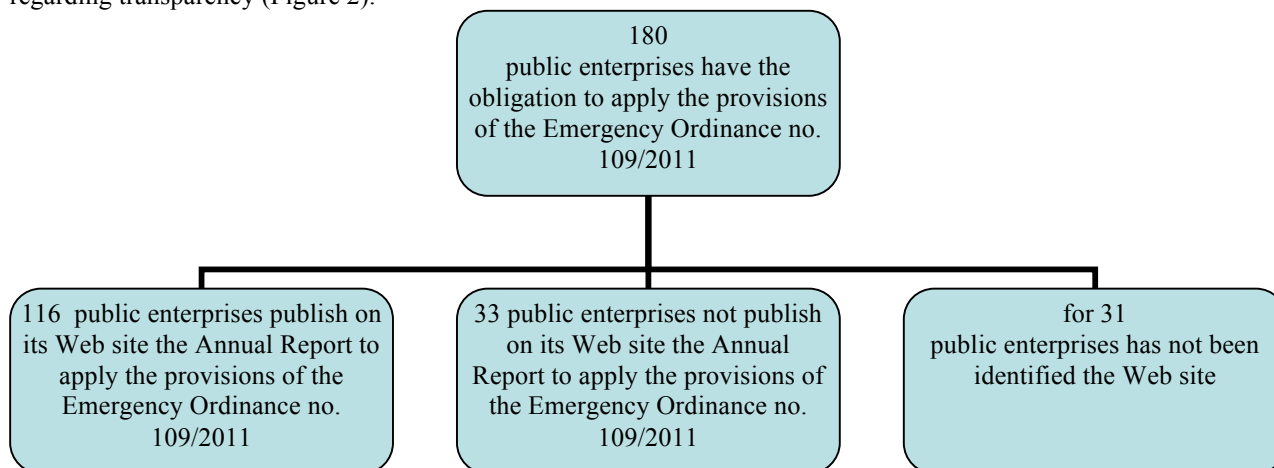 regarding transparency (Figure 2).
180
public enterprises have the
obligation to apply the provisions
of the Emergency Ordinance no.
109/2011
116 public enterprises publish on
its Web site the Annual Report to
apply the provisions of the
Emergency Ordinance no.
109/2011
33 public enterprises not publish
on its Web site the Annual
Report to apply the provisions of
the Emergency Ordinance no.
109/2011
for 31
public enterprises has not been
identified the Web site